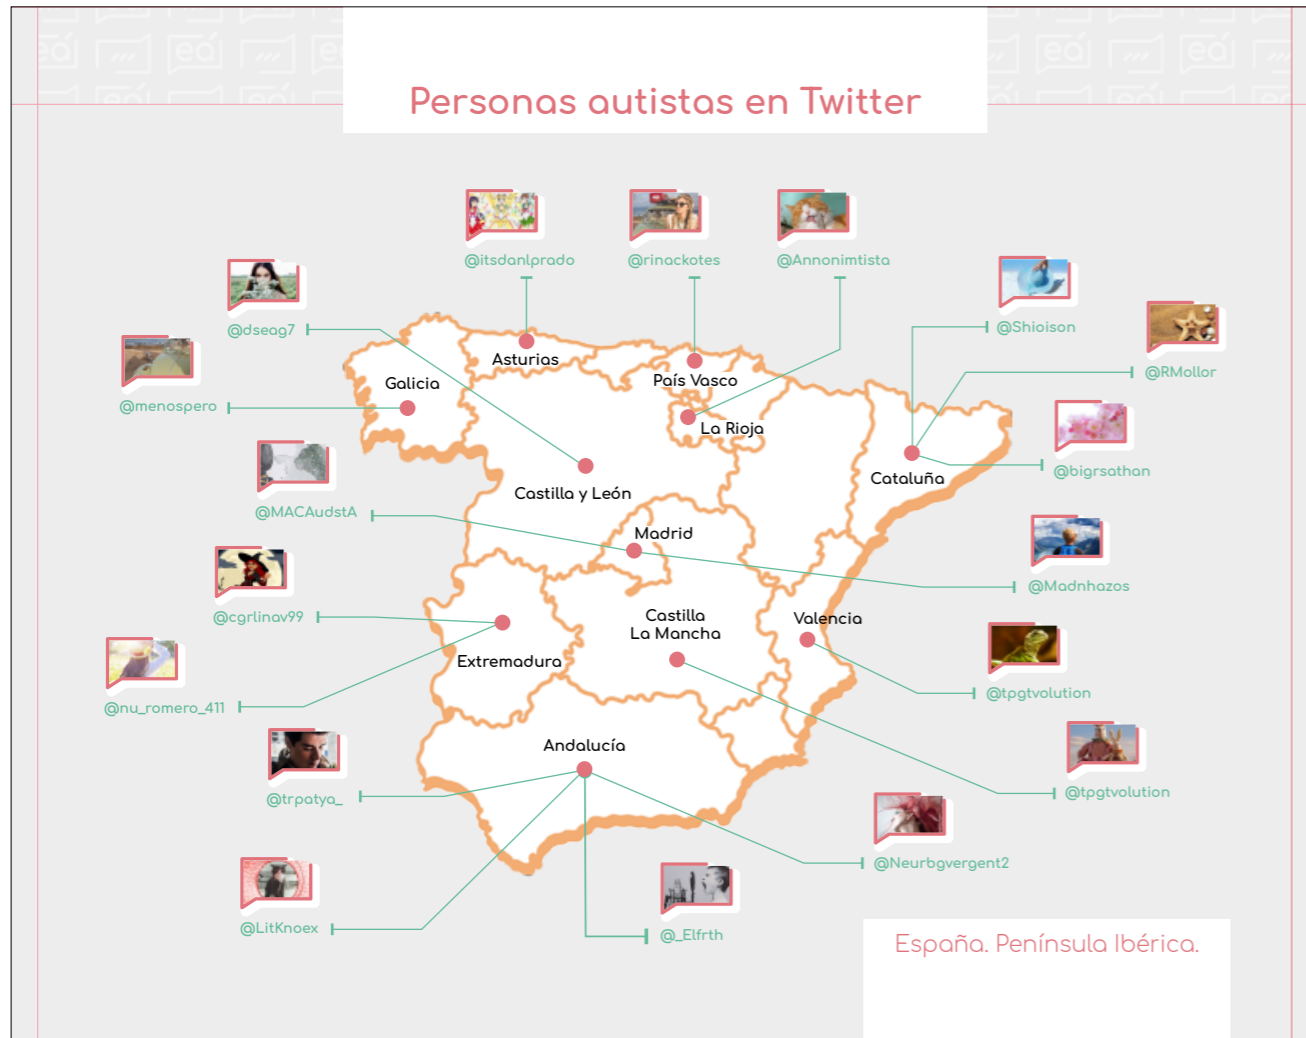 Personas autistas en Twitter
@itsdanlprado
@rinackotes
@Annonimtista
@dseag7
@Shioison
@RMollor
@menospero
Asturias
País Vasco
Galicia
La Rioja
@bigrsathan
Cataluña
Castilla y León
@MACAudstA
Madrid
@Madnhazos
@cgrlinav99
Castilla
La Mancha
Valencia
Extremadura
@nu_romero_411
@tpgtvolution
Andalucía
@trpatya_
@tpgtvolution
@Neurbgvergent2
@LitKnoex
@_Elfrth
España. Península Ibérica.
eá